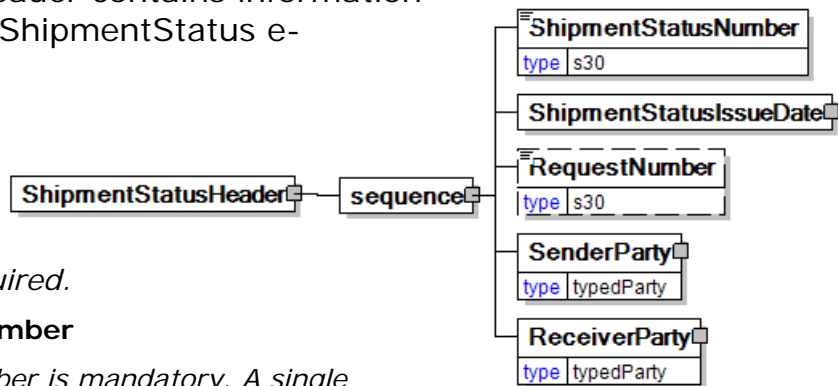 eader contains information
ShipmentStatus e-
ShipmentStatusHeader
sequence
ShipmentStatusNumber
type s30
ShipmentStatusIssueDate
RequestNumber
type s30
SenderParty
type typedParty
ReceiverParty
type typedParty
uired.
mber
ber is mandatory. A single